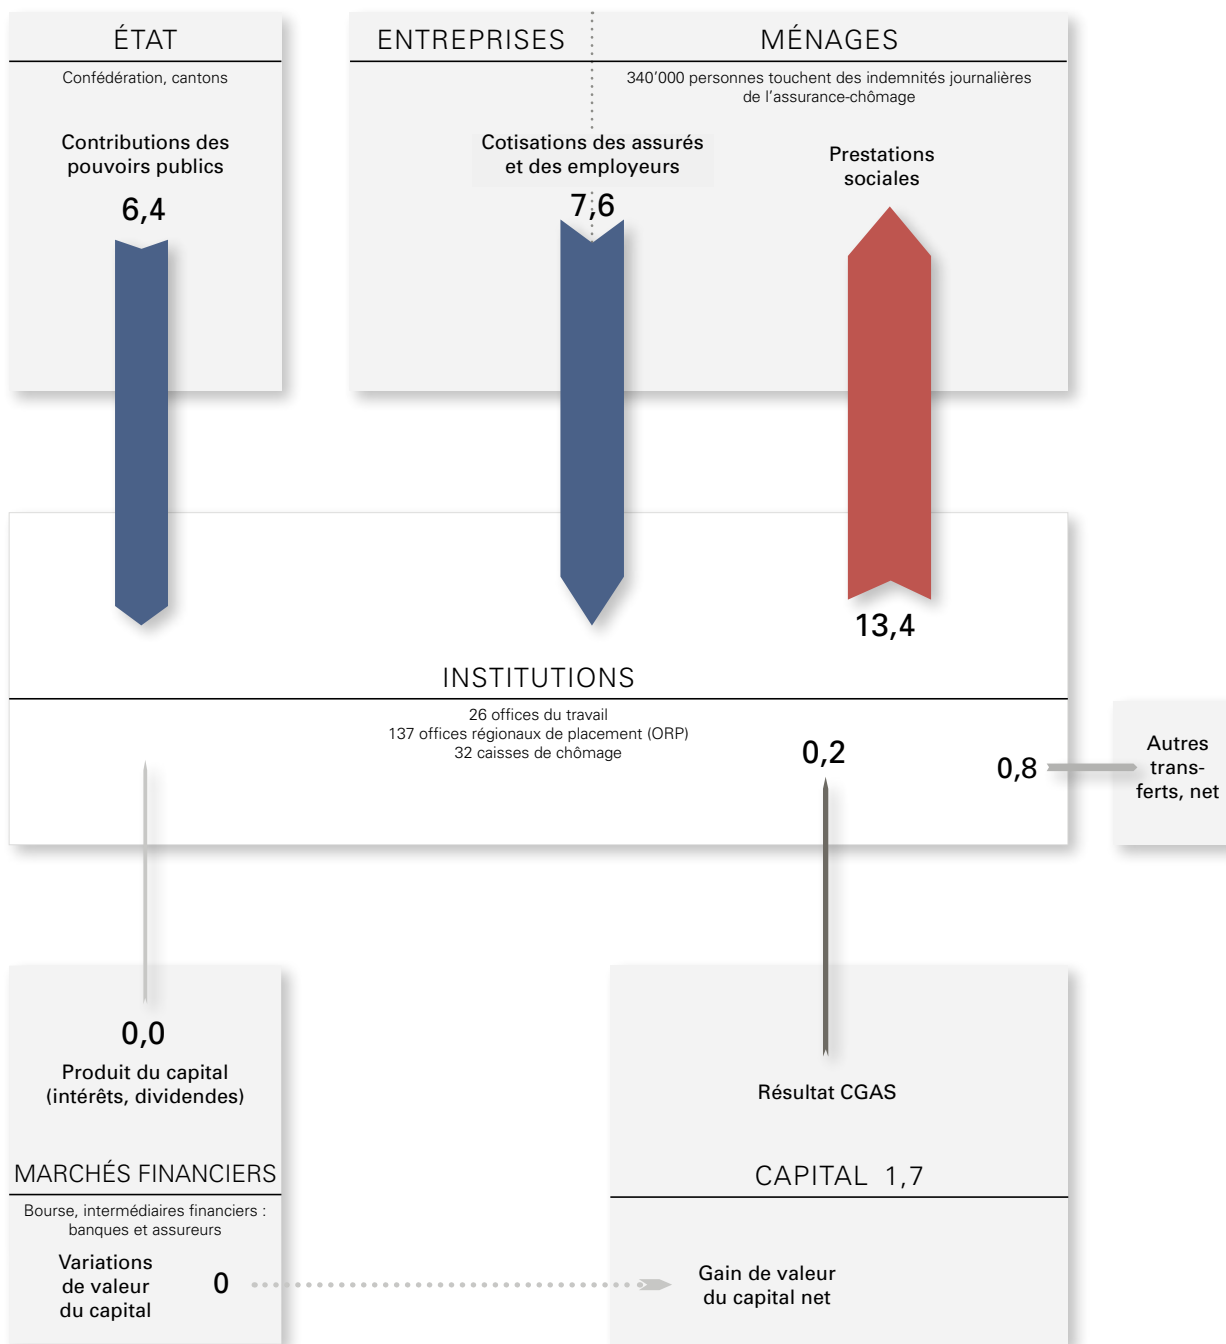 ÉTAT
Confédération, cantons
Contributions des
pouvoirs publics
6,4
ENTREPRISES
MÉNAGES
340'000 personnes touchent des indemnités journalières
de l'assurance-chômage
Cotisations des assurés
et des employeurs
7,6
Prestations
sociales
13,4
INSTITUTIONS
26 offices du travail
137 offices régionaux de placement (ORP)
32 caisses de chômage
0,2
0,8
Autres
trans-
ferts, net
0,0
Produit du capital
(intérêts, dividendes)
MARCHÉS FINANCIERS
Bourse, intermédiaires financiers :
banques et assureurs
Variations
de valeur
du capital
0
Résultat CGAS
CAPITAL 1,7
Gain de valeur
du capital net